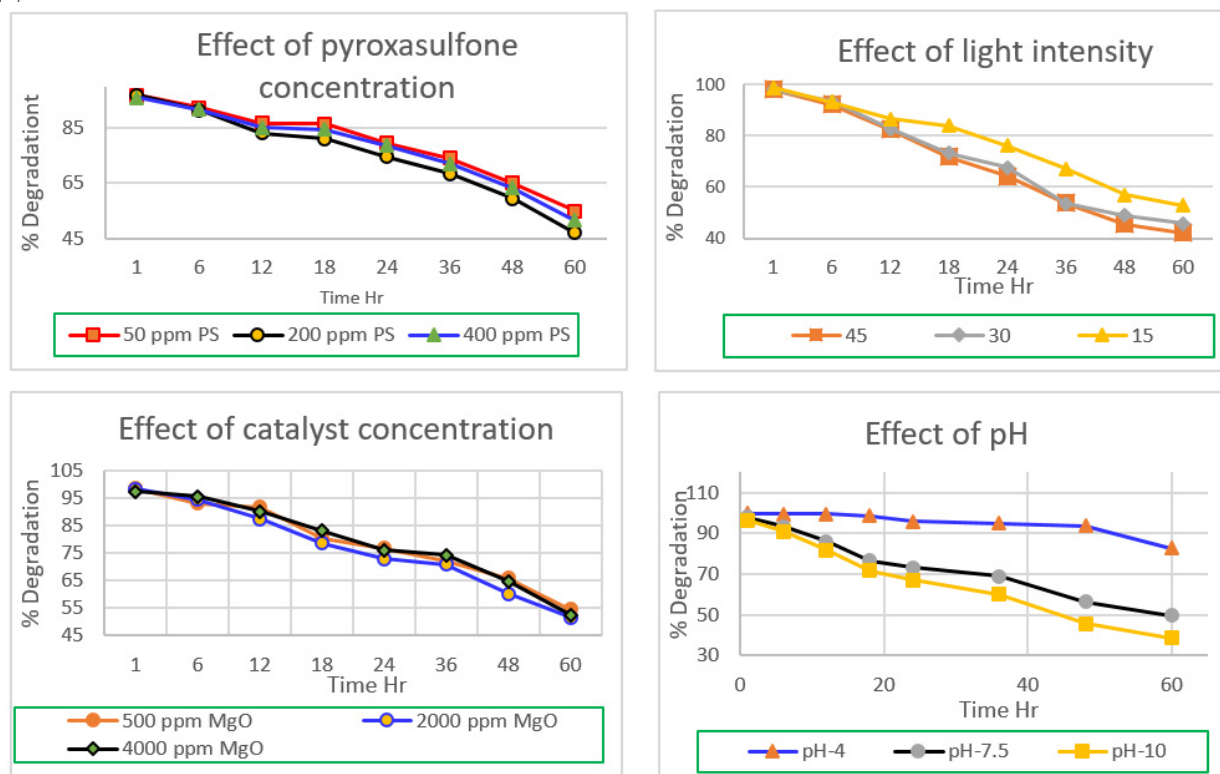 Effect of pyroxasulfone
concentration
% Degradationt
85
65
45
1 6 12 18 24 36 48 60
Time Hr
50 ppm PS 200 ppm PS 400 ppm PS
Effect of light intensity
% Degradation
100
80
60
40
1 6 12 18 24 36 48 60
Time Hr
45 30 15
Effect of catalyst concentration
% Degradation
105
95
85
75
65
55
45
1 6 12 18 24 36 48 60
Time Hr
500 ppm MgO 2000 ppm MgO
4000 ppm MgO
Effect of pH
% Degradation
110
90
70
50
30
0 20 40 60
Time Hr
pH-4 pH-7.5 pH-10